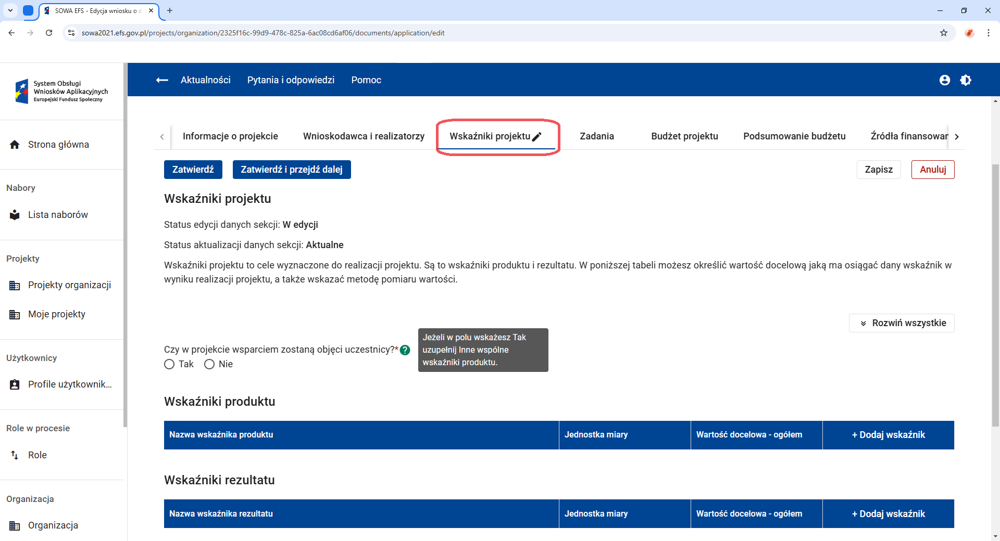 SOWA EFS - Edycja wniosku o d
sowa2021.efs.gov.pl/projects/organization/2325f16c-99d9-478c-825a-6ac08cd6af06/documents/application/edit
System Obsługi
Wniosków Aplikacyjnych
Europejski Fundusz Społeczny
Aktualności Pytania i odpowiedzi Pomoc
Strona główna
Nabory
Lista naborów
Projekty
Projekty organizacji
Moje projekty
Użytkownicy
Profile użytkownik...
Role w procesie
Role
Organizacja
Organizacja
Informacje o projekcie Wnioskodawca i realizatorzy Wskaźniki projektu Zadania Budżet projektu Podsumowanie budżetu Źródła finansowan
Zatwierdź Zatwierdź i przejdź dalej Zapisz Anuluj
Wskaźniki projektu
Status edycji danych sekcji: W edycji
Status aktualizacji danych sekcji: Aktualne
Wskaźniki projektu to cele wyznaczone do realizacji projektu. Są to wskaźniki produktu i rezultatu. W poniższej tabeli możesz określić wartość docelową jaką ma osiągać dany wskaźnik w
wyniku realizacji projektu, a także wskazać metodę pomiaru wartości.
Rozwiń wszystkie
Czy w projekcie wsparciem zostaną objęci uczestnicy?* ?
Tak Nie
Jeżeli w polu wskażesz Tak
uzupełnij Inne wspólne
wskaźniki produktu.
Wskaźniki produktu
Nazwa wskaźnika produktu Jednostka miary Wartość docelowa - ogółem + Dodaj wskaźnik
Wskaźniki rezultatu
Nazwa wskaźnika rezultatu Jednostka miary Wartość docelowa - ogółem + Dodaj wskaźnik